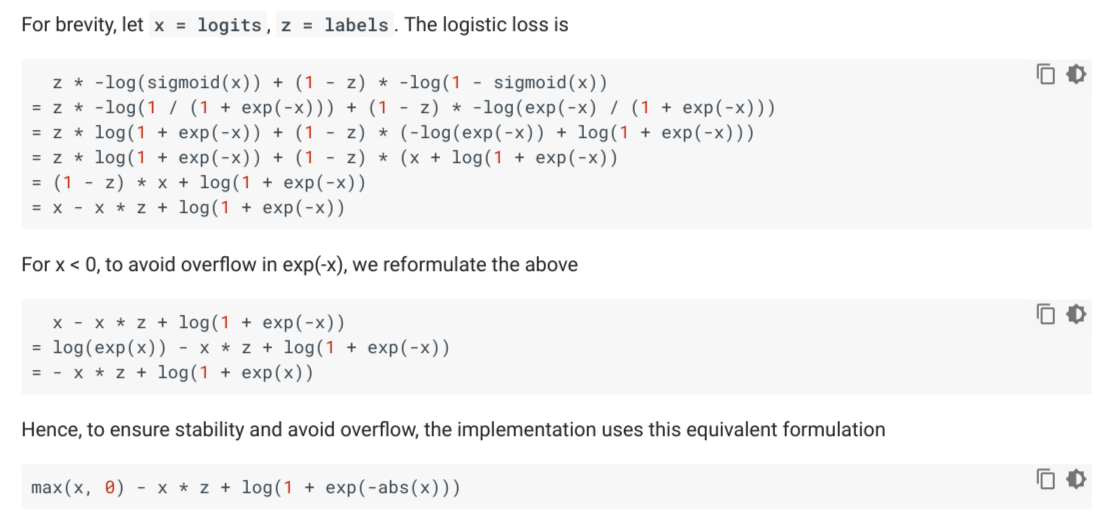 For brevity, let x = logits, z = labels. The logistic loss is
z * -log(sigmoid(x)) + (1 - z) * -log(1 - sigmoid(x))
= z * -log(1 / (1 + exp(-x))) + (1 - z) * -log(exp(-x) / (1 + exp(-x)))
= z * log(1 + exp(-x)) + (1 - z) * (-log(exp(-x)) + log(1 + exp(-x)))
= z * log(1 + exp(-x)) + (1 - z) * (x + log(1 + exp(-x))
= (1 - z) * x + log(1 + exp(-x))
= x - x * z + log(1 + exp(-x))
For x < 0, to avoid overflow in exp(-x), we reformulate the above
x - x * z + log(1 + exp(-x))
= log(exp(x)) - x * z + log(1 + exp(-x))
= - x * z + log(1 + exp(x))
Hence, to ensure stability and avoid overflow, the implementation uses this equivalent formulation
max(x, 0) - x * z + log(1 + exp(-abs(x)))